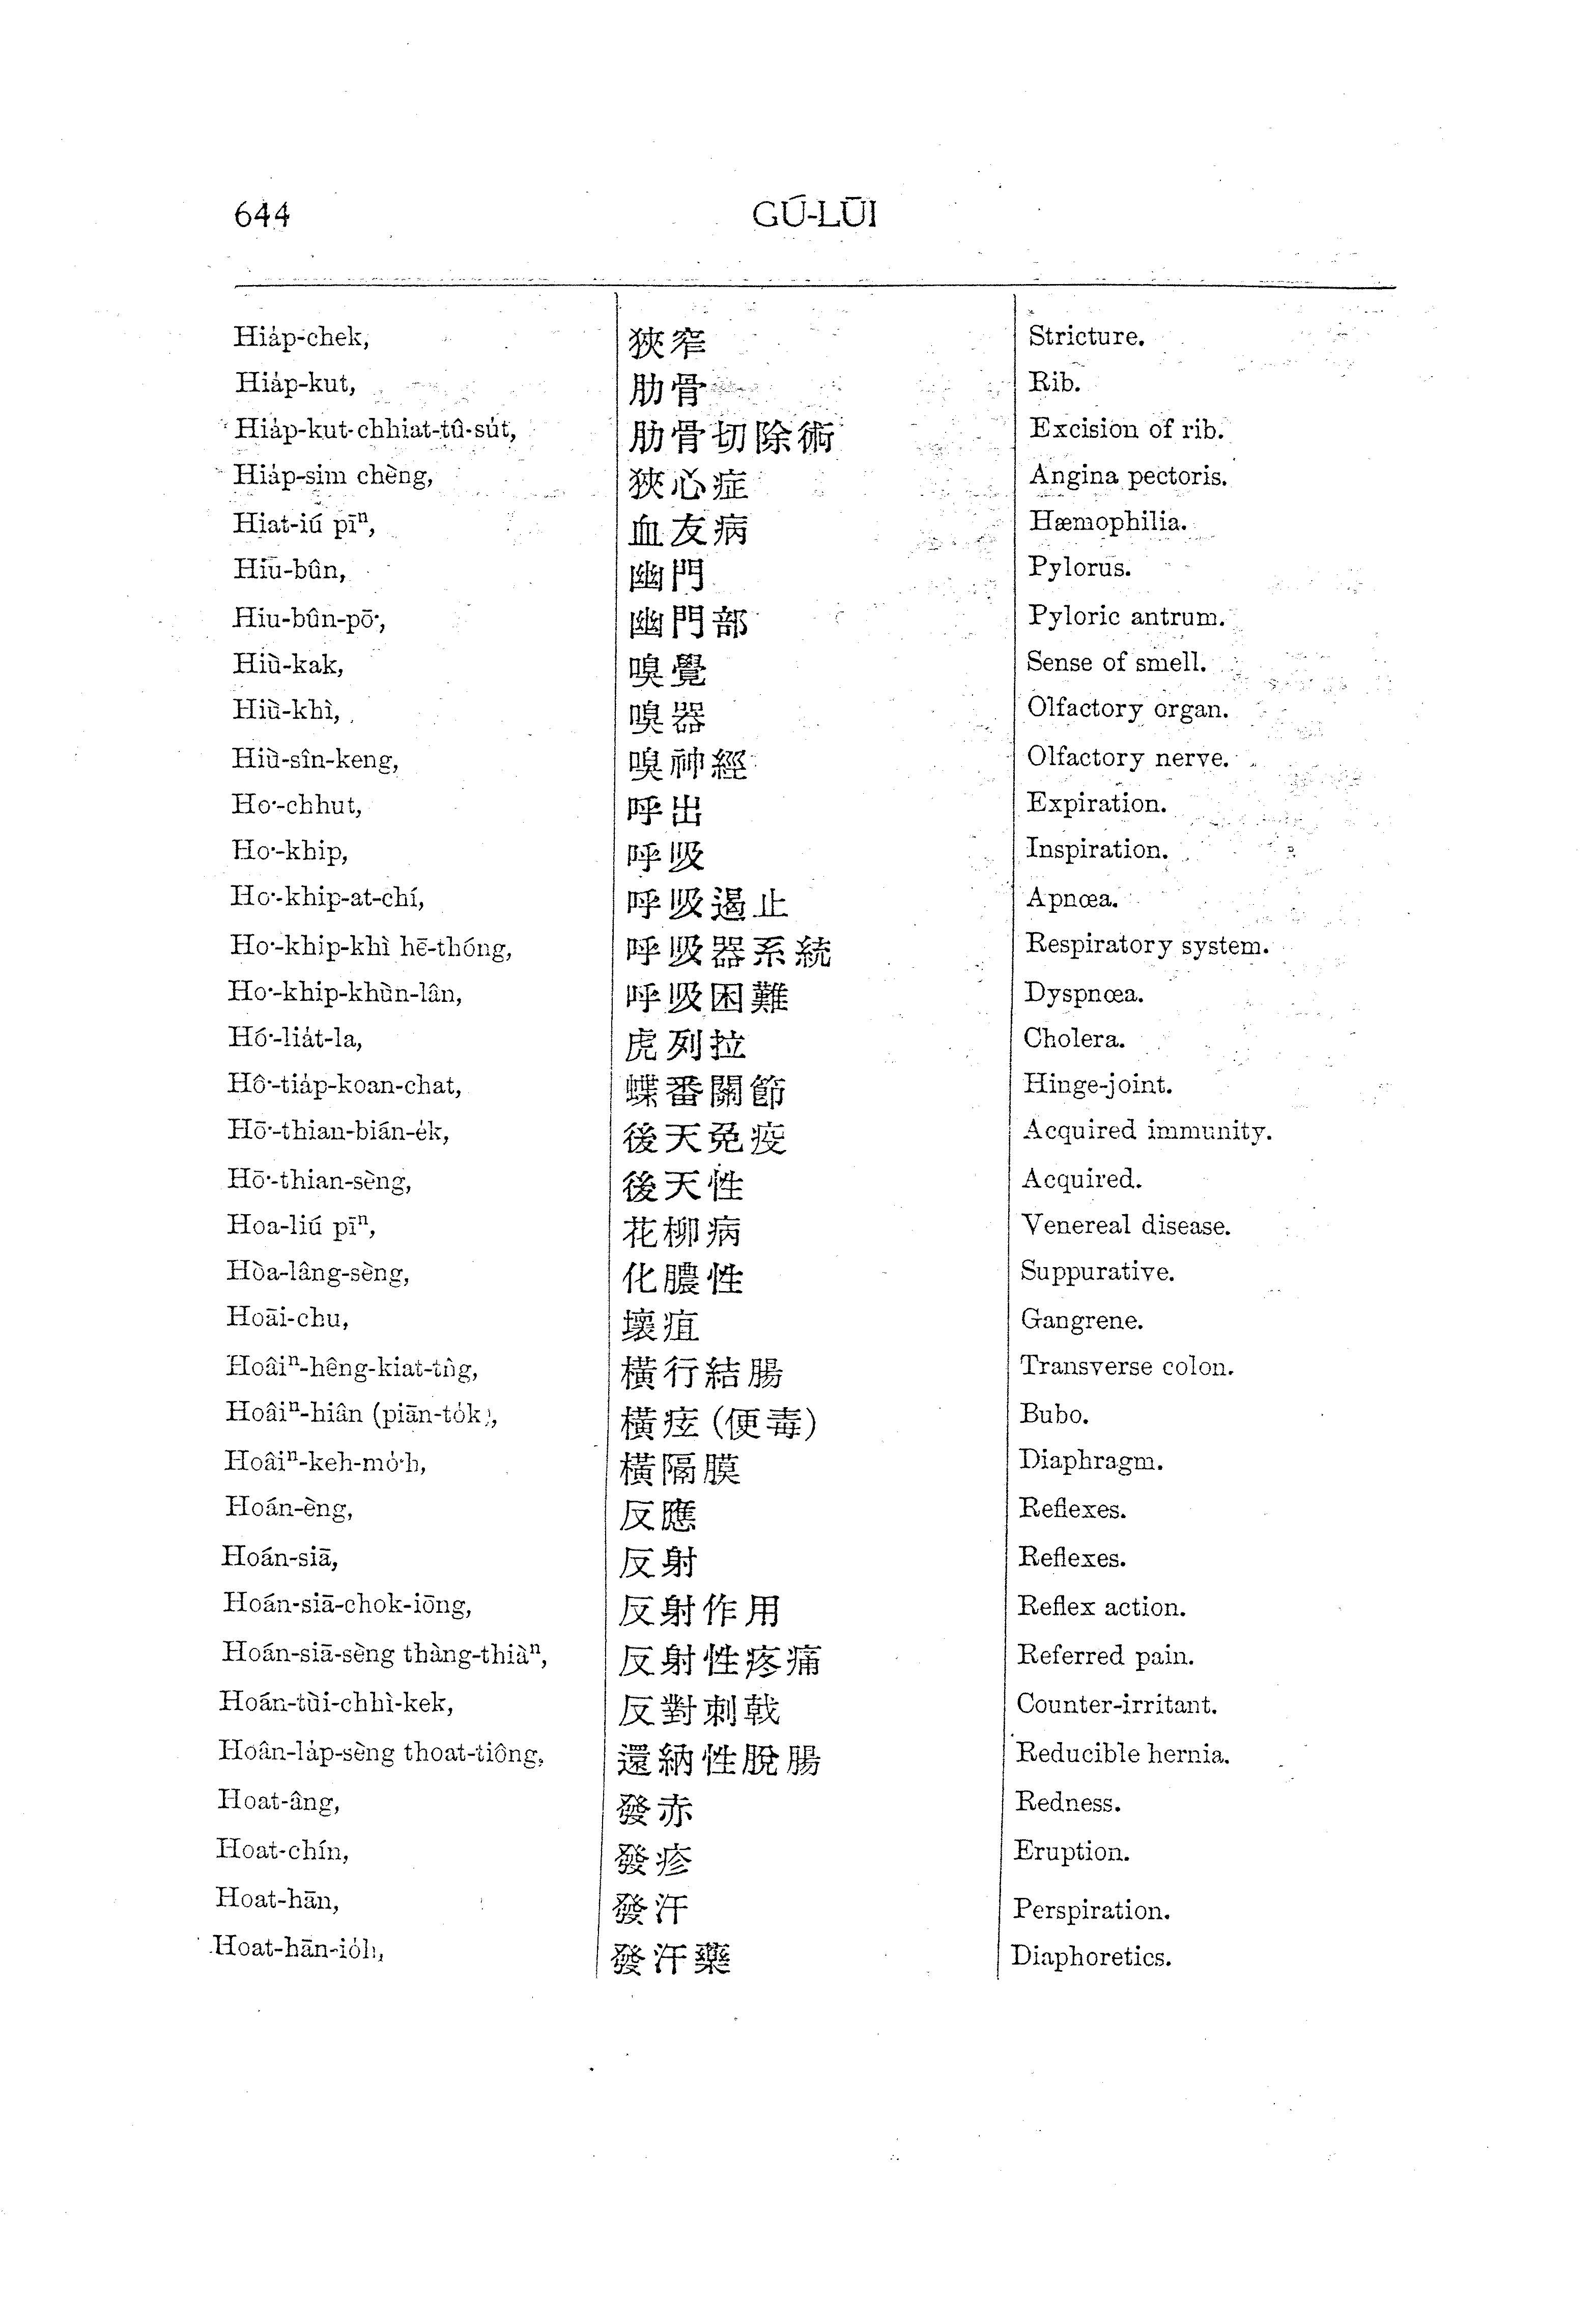 644 GÚ-LŪI
Hia̍p-chek, 狹窄 Stricture.
Hia̍p-kut, 肋骨 Rib.
Hia̍p-kut-chhiat-tû-su̍t, 肋骨切除術 Excision of rib.
Hia̍p-sim chèng, 狹心症 Angina pectoris.
Hiat-iú pīⁿ, 血友病 Hæmophilia.
Hiu-bûn, 幽門 Pylorus.
Hiu-bûn-pō͘, 幽門部 Pyloric antrum.
Hiù-kak, 嗅覺 Sense of smell.
Hiù-khì, 嗅器 Olfactory organ.
Hiù-sîn-keng, 嗅神經 Olfactory nerve.
Ho͘-chhut, 呼出 Expiration.
Ho͘-khip, 呼吸 Inspiration.
Ho͘-khip-at-chí, 呼吸遏止 Apnœa.
Ho͘-khip-khì hē-thóng, 呼吸器系統 Respiratory system.
Ho͘-khip-khùn-lân, 呼吸困難 Dyspnœa.
Hó͘-lia̍t-la, 虎列拉 Cholera.
Hô͘-tia̍p-koan-chat, 蝶番關節 Hinge-joint.
Hō͘-thian-bián-e̍k, 後天免疫 Acquired immunity.
Hō͘-thian-sèng, 後天性 Acquired.
Hoa-liú pīⁿ, 花柳病 Venereal disease.
Hòa-lâng-sèng, 化膿性 Suppurative.
Hoāi-chu, 壞疽 Gangrene.
Hoâiⁿ-hêng-kiat-tn̂g, 橫行結腸 Transverse colon.
Hoâiⁿ-hiân (piān-to̍k), 橫痃(便毒) Bubo.
Hoâiⁿ-keh-mo̍͘h, 橫隔膜 Diaphragm.
Hoán-èng, 反應 Reflexes.
Hoán-siā, 反射 Reflexes.
Hoán-siā-chok-iōng, 反射作用 Reflex action.
Hoán-siā-sèng thàng-thiàⁿ, 反射性疼痛 Referred pain.
Hoán-tùi-chhì-kek, 反對刺戟 Counter-irritant.
Hoân-la̍p-sèng thoat-tiông, 還納性脫腸 Reducible hernia.
Hoat-âng, 發赤 Redness.
Hoat-chín, 發疹 Eruption.
Hoat-hān, 發汗 Perspiration.
Hoat-hān-io̍h, 發汗藥 Diaphoretics.